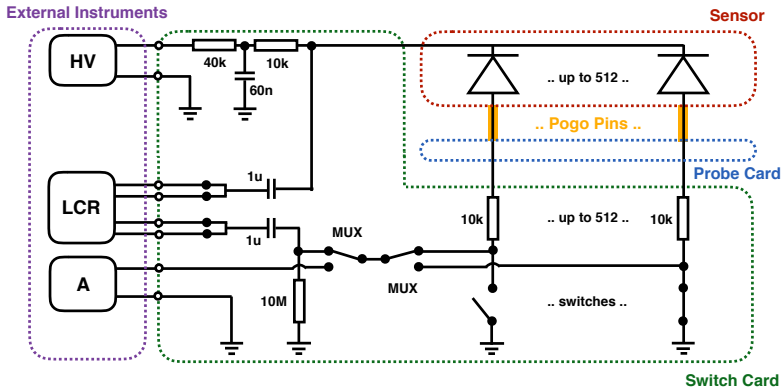 External Instruments
Sensor
HV
40k
10k
60n
.. up to 512 ..
.. Pogo Pins ..
Probe Card
LCR
1u
1u
MUX
10k
.. up to 512 ..
10k
A
10M
MUX
.. switches ..
Switch Card